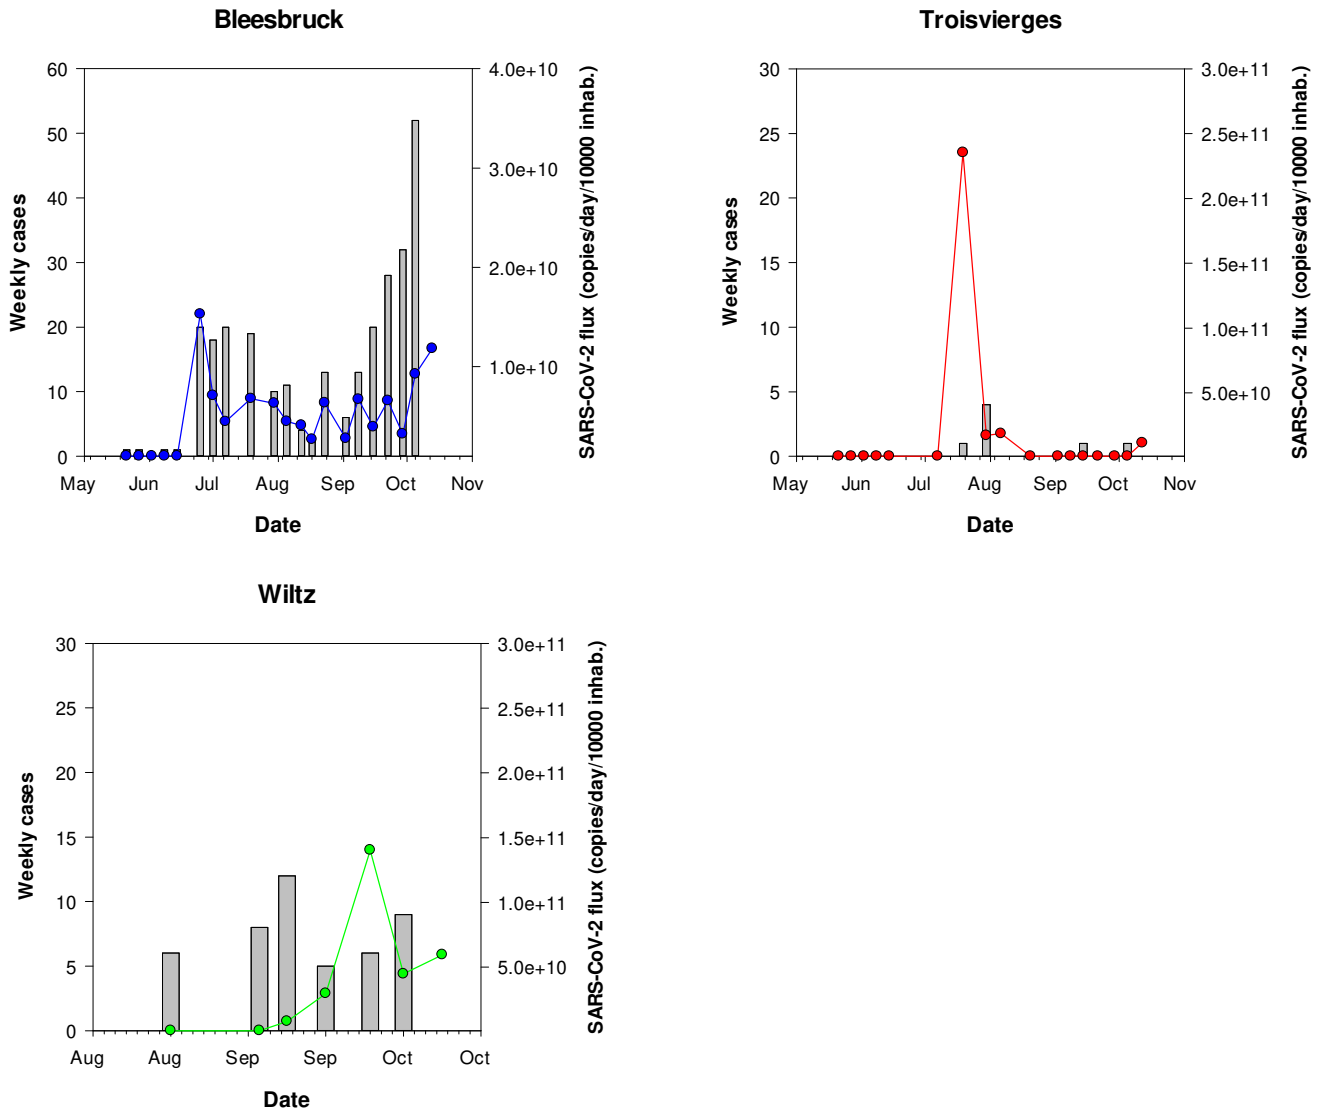 Bleesbruck
60
50
40
30
20
10
0
4.0e+10
3.0e+10
2.0e+10
1.0e+10
Weekly cases
SARS-CoV-2 flux (copies/day/10000 inhab.)
May Jun Jul Aug Sep Oct Nov
Date
Troisvierges
30
25
20
15
10
5
0
3.0e+11
2.5e+11
2.0e+11
1.5e+11
1.0e+11
5.0e+10
Weekly cases
SARS-CoV-2 flux (copies/day/10000 inhab.)
May Jun Jul Aug Sep Oct Nov
Date
Wiltz
30
25
20
15
10
5
0
3.0e+11
2.5e+11
2.0e+11
1.5e+11
1.0e+11
5.0e+10
Weekly cases
SARS-CoV-2 flux (copies/day/10000 inhab.)
Aug Aug Sep Sep Oct Oct
Date